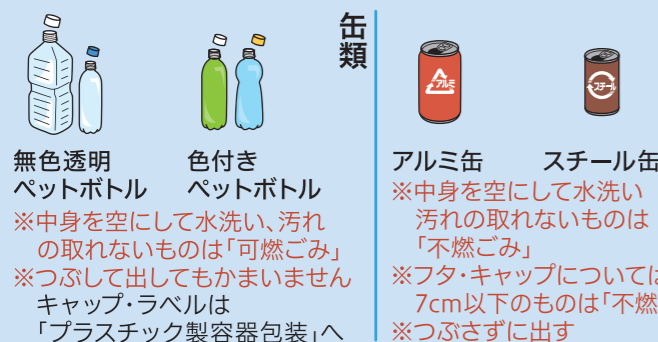 無色透明
ペットボトル
色付き
ペットボトル
※中身を空にして水洗い、汚れ
の取れないものは「可燃ごみ」
※つぶして出してもかまいません
キャップ・ラベルは
「プラスチック製容器包装」へ
缶類
アルミ
スチール
アルミ缶
スチール缶
※中身を空にして水洗い
汚れの取れないものは
「不燃ごみ」
※フタ・キャップについては
7cm以下のものは「不燃
※つぶさずに出す